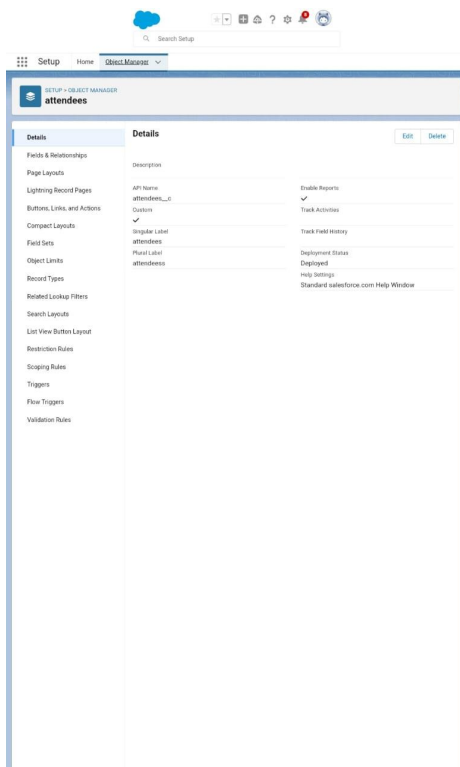 Search Setup
Setup
Home
Object Manager
SETUP > OBJECT MANAGER
attendees
Details
Fields & Relationships
Page Layouts
Lightning Record Pages
Buttons, Links, and Actions
Compact Layouts
Field Sets
Object Limits
Record Types
Related Lookup Filters
Search Layouts
List View Button Layout
Restriction Rules
Scoping Rules
Triggers
Flow Triggers
Validation Rules
Details
Edit
Delete
Description
API Name
attendees__c
Custom
Singular Label
attendees
Plural Label
attendeess
Enable Reports
Track Activities
Track Field History
Deployment Status
Deployed
Help Settings
Standard salesforce.com Help Window